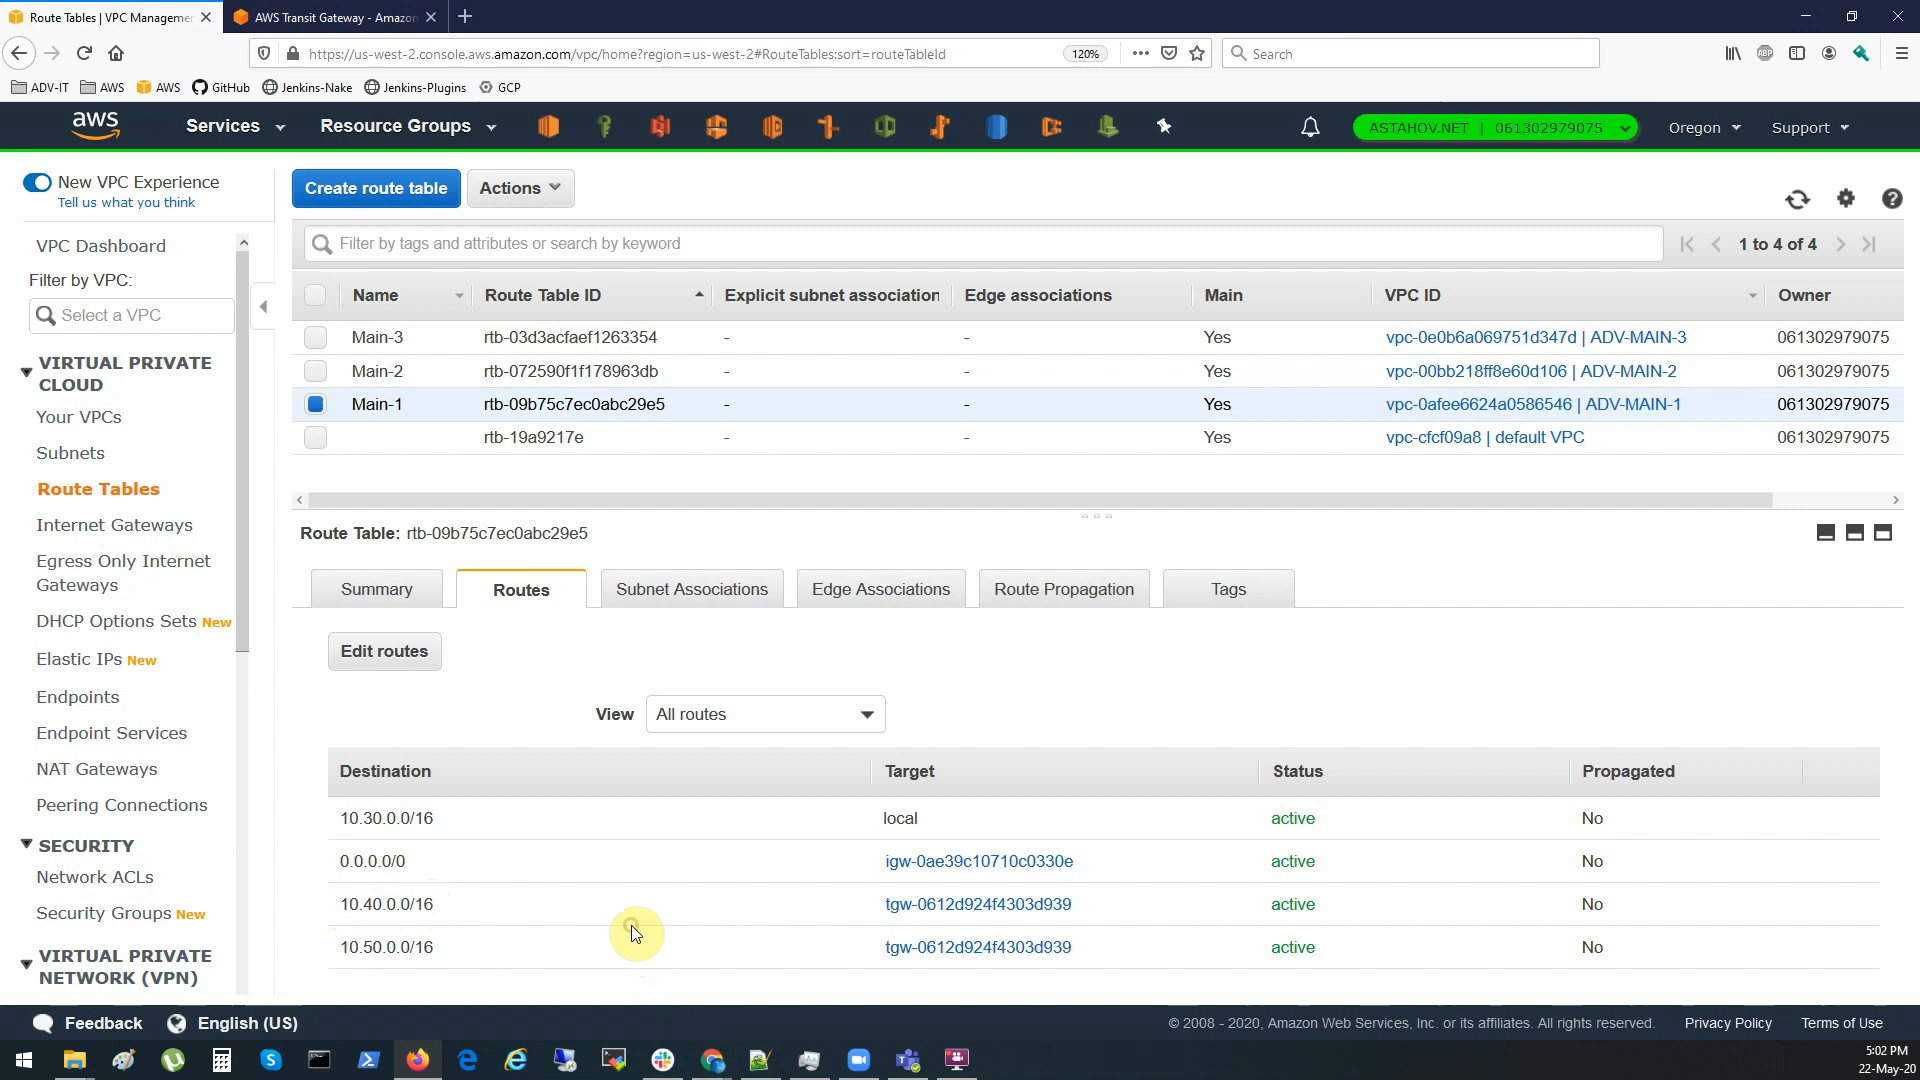 Route Tables | VPC Managemen
AWS Transit Gateway - Amazon
https://us-west-2.console.aws.amazon.com/vpc/home?region=us-west-2#RouteTables:sort=routeTableId
120%
Search
ABP
ADV-IT
AWS
AWS
GitHub
Jenkins-Nake
Jenkins-Plugins
GCP
aws
Services
Resource Groups
ASTAHOV.NET | 061302979075
Oregon
Support
New VPC Experience
Tell us what you think
VPC Dashboard
Filter by VPC:
Select a VPC
VIRTUAL PRIVATE
CLOUD
Your VPCs
Subnets
Route Tables
Internet Gateways
Egress Only Internet
Gateways
DHCP Options Sets New
Elastic IPs New
Endpoints
Endpoint Services
NAT Gateways
Peering Connections
SECURITY
Network ACLs
Security Groups New
VIRTUAL PRIVATE
NETWORK (VPN)
Create route table
Actions
Filter by tags and attributes or search by keyword
1 to 4 of 4
Name Route Table ID Explicit subnet association Edge associations Main VPC ID Owner
Main-3 rtb-03d3acfaef1263354 - - Yes vpc-0e0b6a069751d347d | ADV-MAIN-3 061302979075
Main-2 rtb-072590f1f178963db - - Yes vpc-00bb218ff8e60d106 | ADV-MAIN-2 061302979075
Main-1 rtb-09b75c7ec0abc29e5 - - Yes vpc-0afee6624a0586546 | ADV-MAIN-1 061302979075
rtb-19a9217e - - Yes vpc-cfcf09a8 | default VPC 061302979075
Route Table: rtb-09b75c7ec0abc29e5
Summary
Routes
Subnet Associations
Edge Associations
Route Propagation
Tags
Edit routes
View All routes
Destination Target Status Propagated
10.30.0.0/16 local active No
0.0.0.0/0 igw-0ae39c10710c0330e active No
10.40.0.0/16 tgw-0612d924f4303d939 active No
10.50.0.0/16 tgw-0612d924f4303d939 active No
Feedback
English (US)
© 2008 - 2020, Amazon Web Services, Inc. or its affiliates. All rights reserved.
Privacy Policy
Terms of Use
5:02 PM
22-May-20